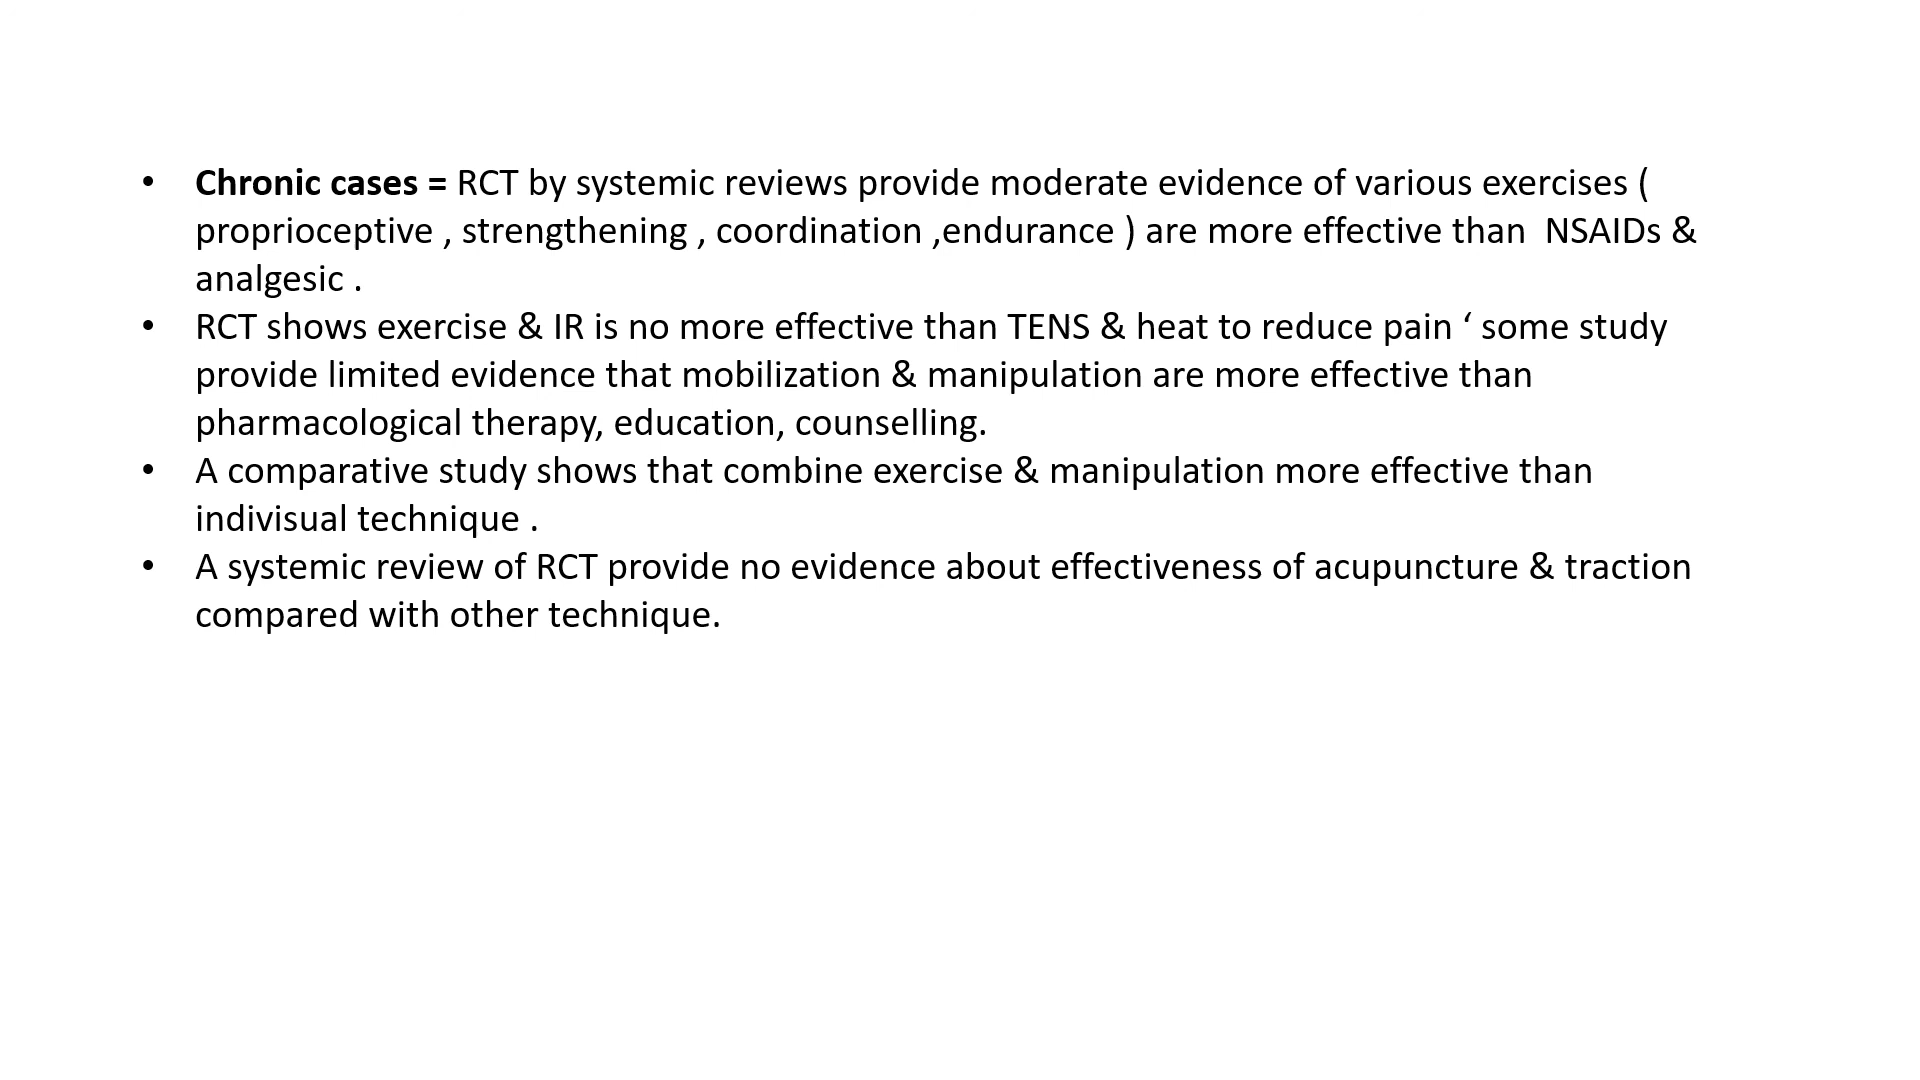 • Chronic cases = RCT by systemic reviews provide moderate evidence of various exercises (
proprioceptive , strengthening , coordination ,endurance ) are more effective than  NSAIDs &
analgesic .
• RCT shows exercise & IR is no more effective than TENS & heat to reduce pain ‘ some study
provide limited evidence that mobilization & manipulation are more effective than
pharmacological therapy, education, counselling.
• A comparative study shows that combine exercise & manipulation more effective than
indivisual technique .
• A systemic review of RCT provide no evidence about effectiveness of acupuncture & traction
compared with other technique.